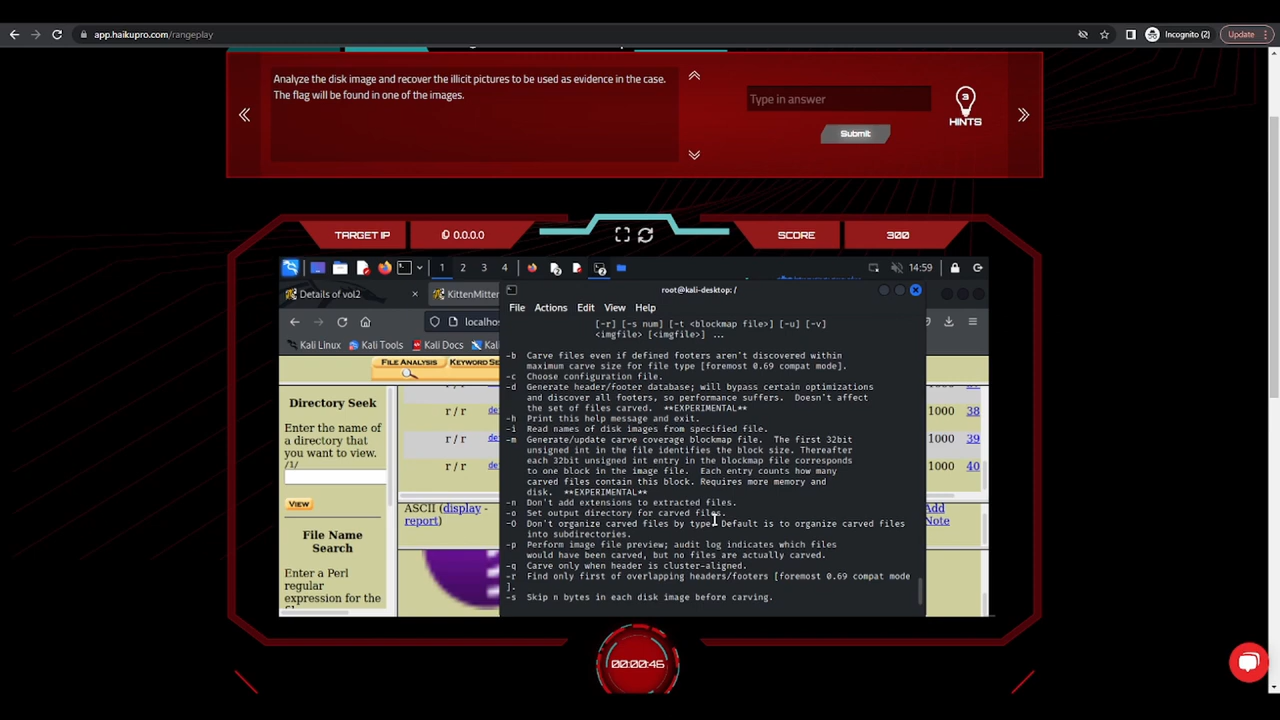 app.haikupro.com/rangeplay
Incognito (2)
Update
Analyze the disk image and recover the illicit pictures to be used as evidence in the case.
The flag will be found in one of the images.
Type in answer
Submit
3
HINTS
TARGET IP
0.0.0.0
SCORE
300
1 2 3 4
14:59
Details of vol2
KittenMitten
root@kali-desktop: /
File Actions Edit View Help
localhos
Kali Linux
Kali Tools
Kali Docs
Kali
FILE ANALYSIS
KEYWORD SE
Directory Seek
Enter the name
of a directory that
you want to view.
/1/
VIEW
File Name
Search
Enter a Perl
regular
expression for the
r / r
r / r
r / r
ASCII (display -
report)
[-r] [-s num] [-t <blockmap file>] [-u] [-v]
<imgfile> [<imgfile>] ...
-b Carve files even if defined footers aren't discovered within
maximum carve size for file type [foremost 0.69 compat mode].
-c Choose configuration file.
-d Generate header/footer database; will bypass certain optimizations
and discover all footers, so performance suffers. Doesn't affect
the set of files carved. **EXPERIMENTAL**
-h Print this help message and exit.
-i Read names of disk images from specified file.
-m Generate/update carve coverage blockmap file. The first 32bit
unsigned int in the file identifies the block size. Thereafter
each 32bit unsigned int entry in the blockmap file corresponds
to one block in the image file. Each entry counts how many
carved files contain this block. Requires more memory and
disk. **EXPERIMENTAL**
-n Don't add extensions to extracted files.
-o Set output directory for carved files.
-O Don't organize carved files by type. Default is to organize carved files
into subdirectories.
-p Perform image file preview; audit log indicates which files
would have been carved, but no files are actually carved.
-q Carve only when header is cluster-aligned.
-r Find only first of overlapping headers/footers [foremost 0.69 compat mode
].
-s Skip n bytes in each disk image before carving.
1000 38
1000 39
1000 40
Add
Note
00:00:46